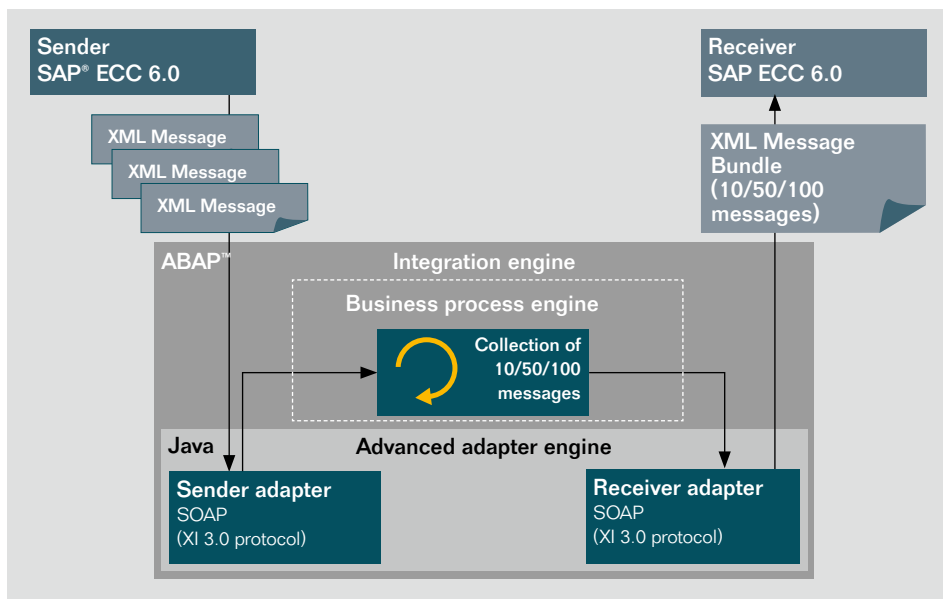 Sender
SAP® ECC 6.0
Receiver
SAP ECC 6.0
XML Message
XML Message
XML Message
XML Message
Bundle
(10/50/100
messages)
ABAP™
Integration engine
Business process engine
Collection of
10/50/100
messages
Java
Advanced adapter engine
Sender adapter
SOAP
(XI 3.0 protocol)
Receiver adapter
SOAP
(XI 3.0 protocol)